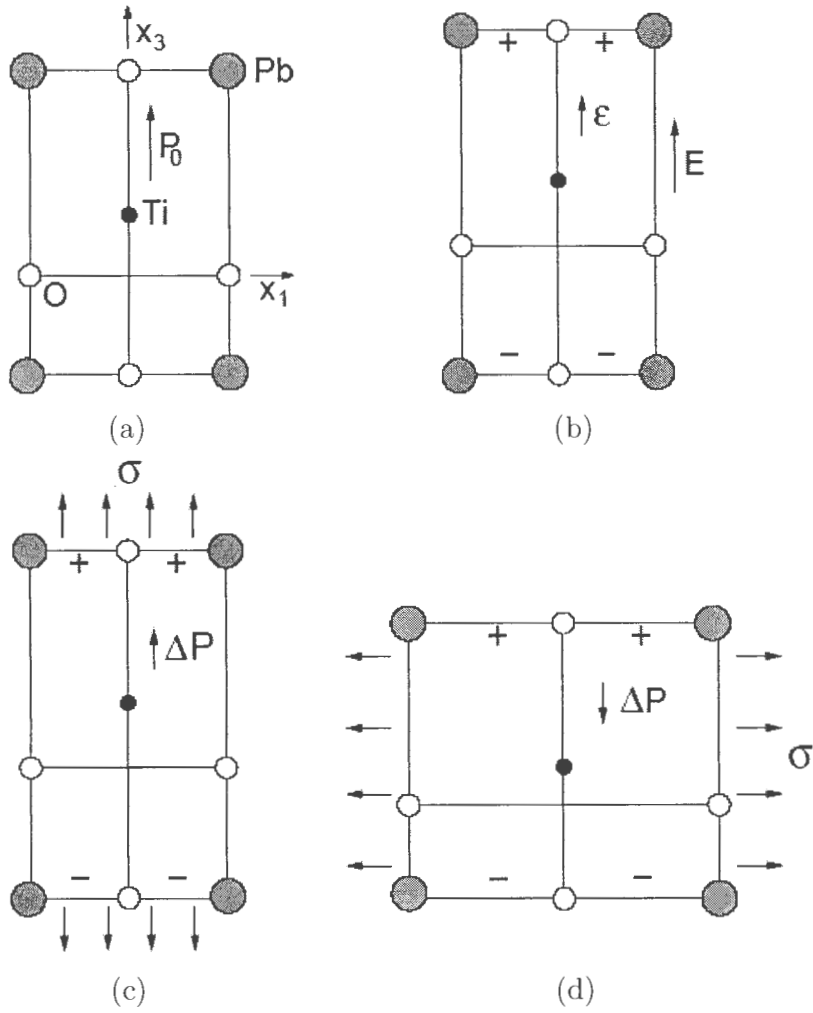 x₃
Pb
P₀
Ti
O
x₁
(a)
+ +
ε
E
– –
(b)
σ
+ +
ΔP
– –
(c)
+ +
ΔP
σ
– –
(d)